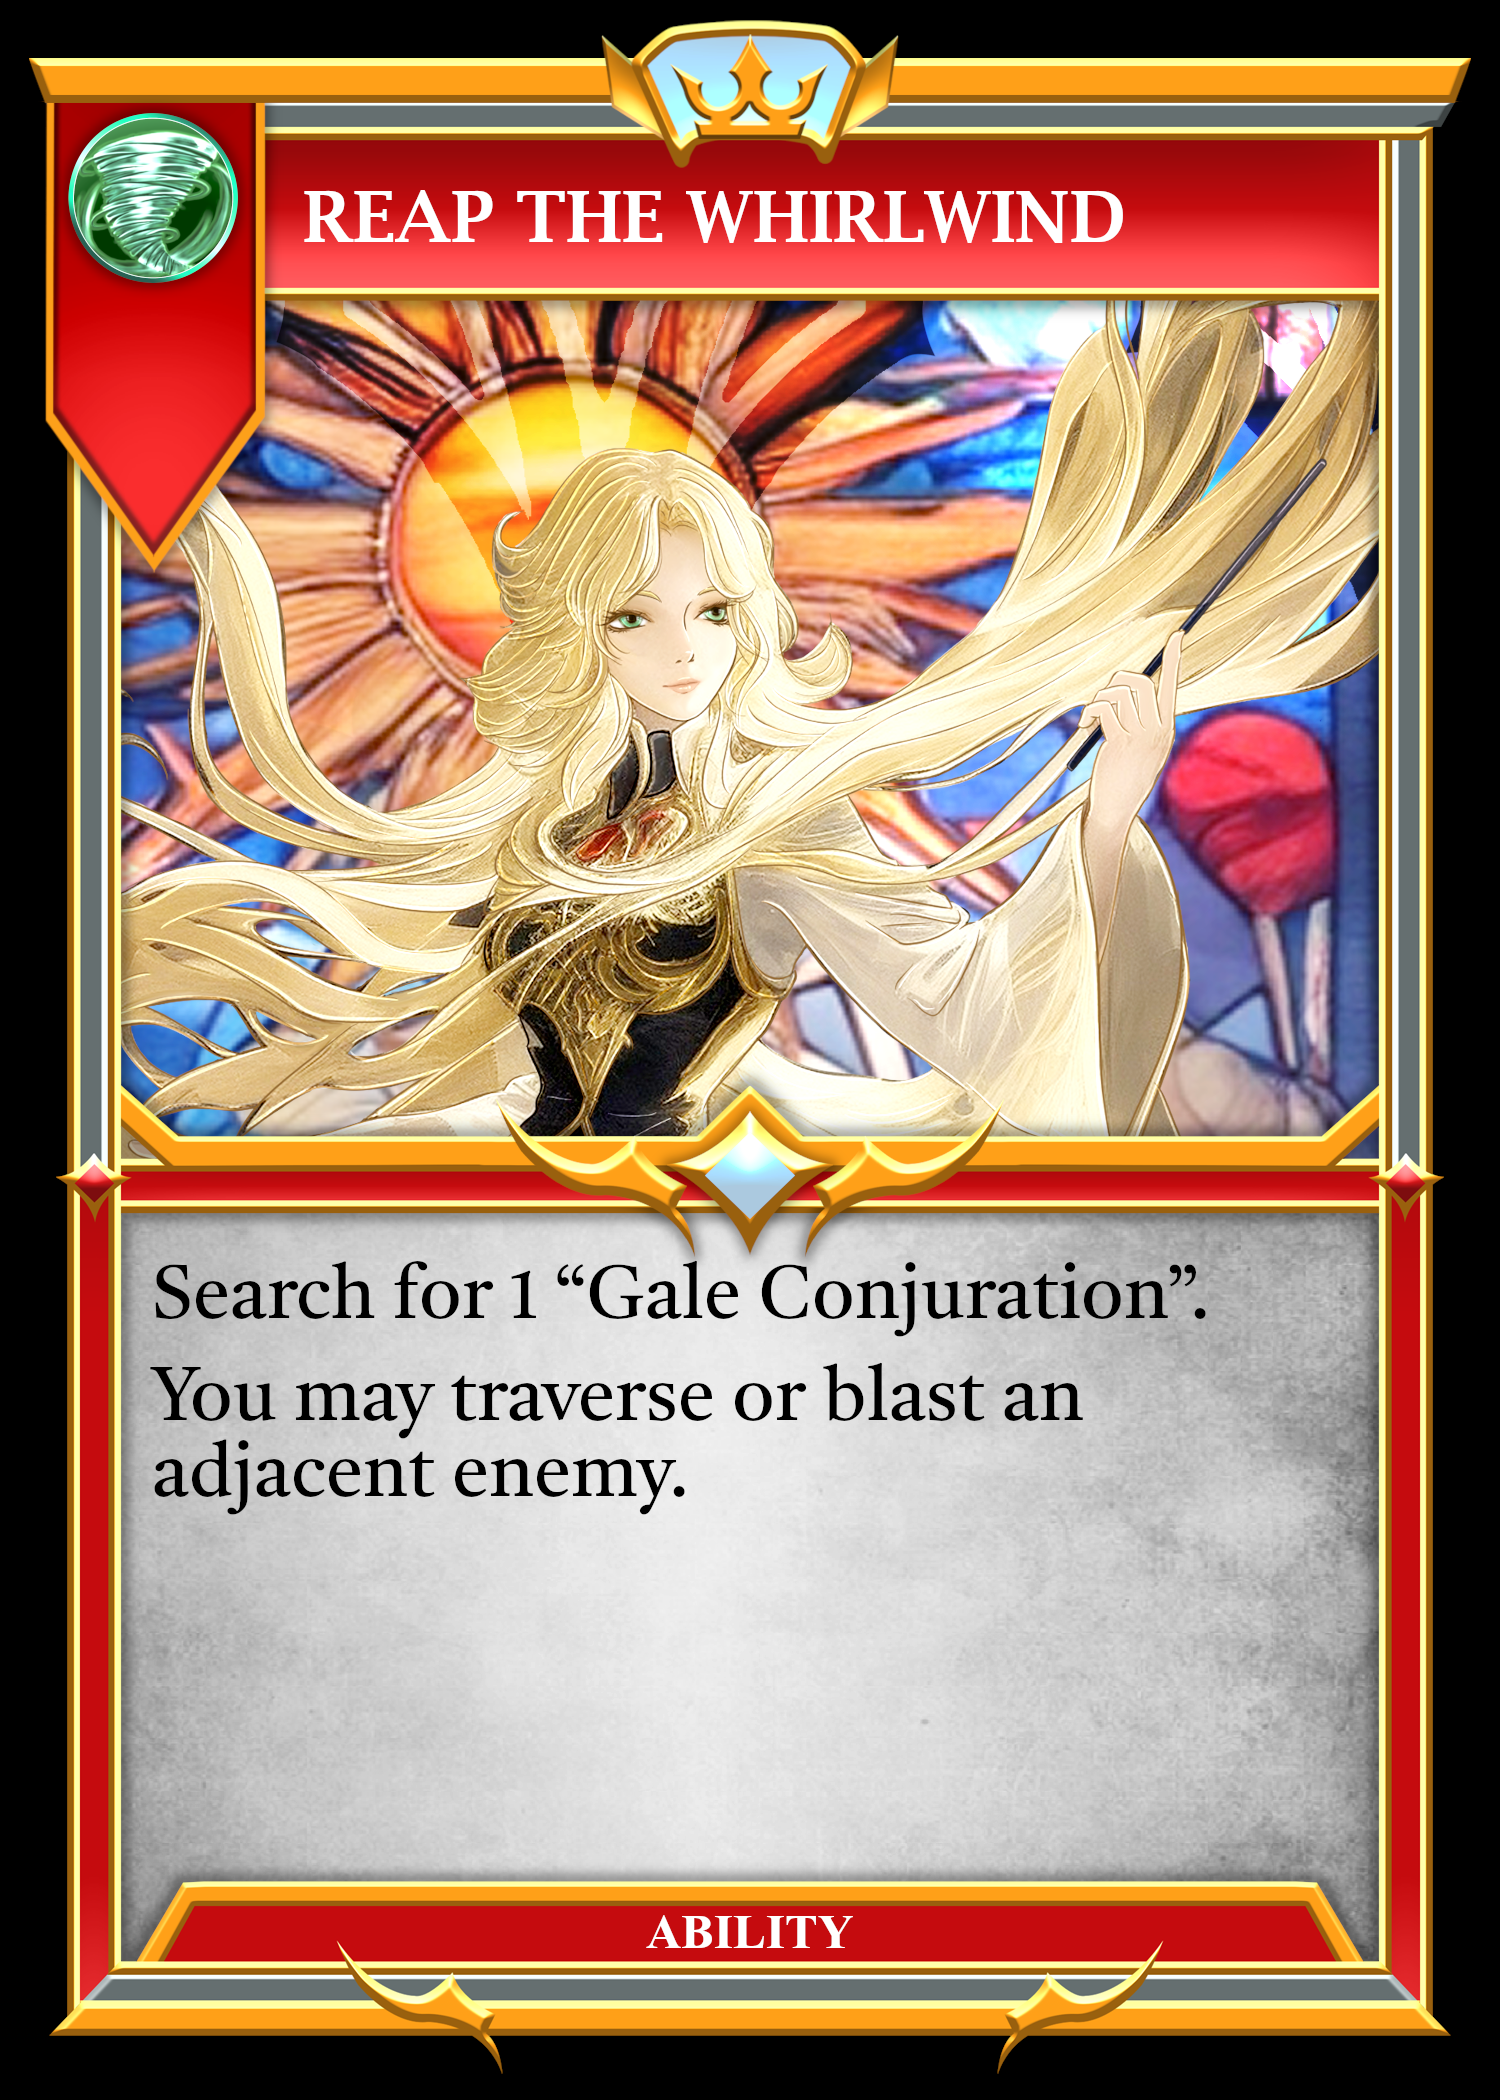 REAP THE WHIRLWIND
Search for 1 “Gale Conjuration”.
You may traverse or blast an
adjacent enemy.
ABILITY